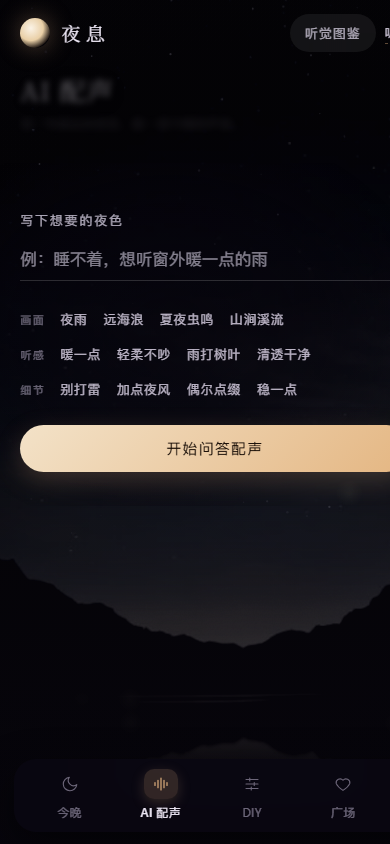 夜息
听觉图鉴
AI 配声
写下想要的夜色
例：睡不着，想听窗外暖一点的雨
画面 夜雨 远海浪 夏夜虫鸣 山涧溪流
听感 暖一点 轻柔不吵 雨打树叶 清透干净
细节 别打雷 加点夜风 偶尔点缀 稳一点
开始问答配声
今晚 AI 配声 DIY 广场